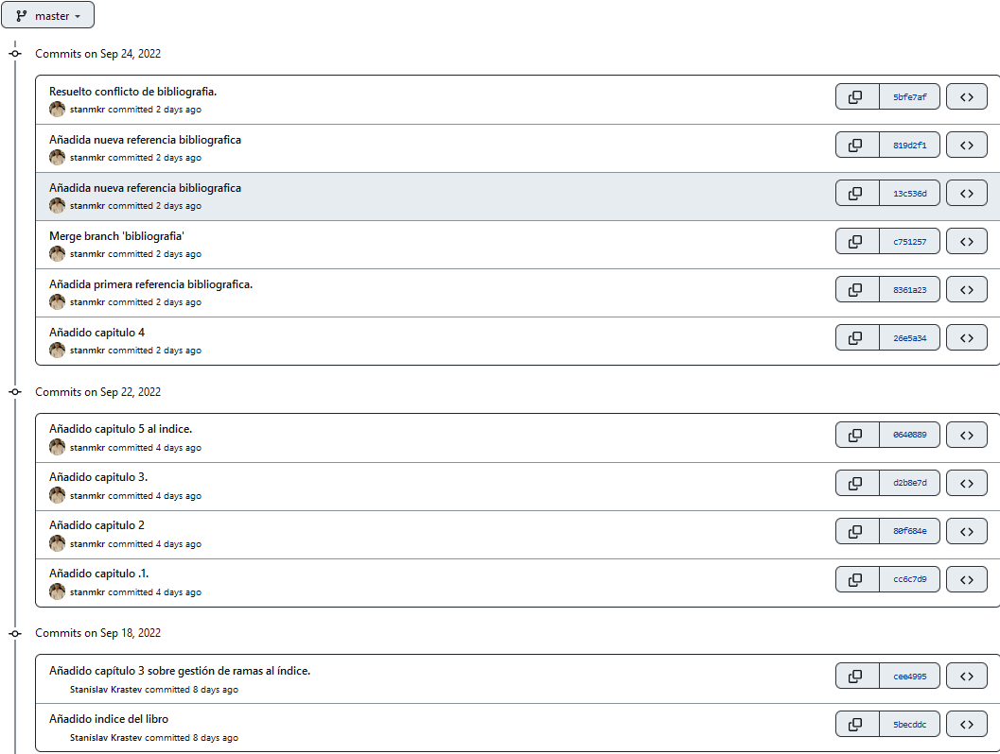 master
Commits on Sep 24, 2022
Resuelto conflicto de bibliografia.
stanmkr committed 2 days ago
5bfe7af
Añadida nueva referencia bibliografica
stanmkr committed 2 days ago
819d2f1
Añadida nueva referencia bibliografica
stanmkr committed 2 days ago
13c536d
Merge branch 'bibliografia'
stanmkr committed 2 days ago
c751257
Añadida primera referencia bibliografica.
stanmkr committed 2 days ago
8361a23
Añadido capitulo 4
stanmkr committed 2 days ago
26e5a34
Commits on Sep 22, 2022
Añadido capitulo 5 al indice.
stanmkr committed 4 days ago
0640889
Añadido capitulo 3.
stanmkr committed 4 days ago
d2b8e7d
Añadido capitulo 2
stanmkr committed 4 days ago
80f684e
Añadido capitulo .1.
stanmkr committed 4 days ago
cc6c7d9
Commits on Sep 18, 2022
Añadido capítulo 3 sobre gestión de ramas al índice.
Stanislav Krastev committed 8 days ago
cee4995
Añadido indice del libro
Stanislav Krastev committed 8 days ago
5becddc